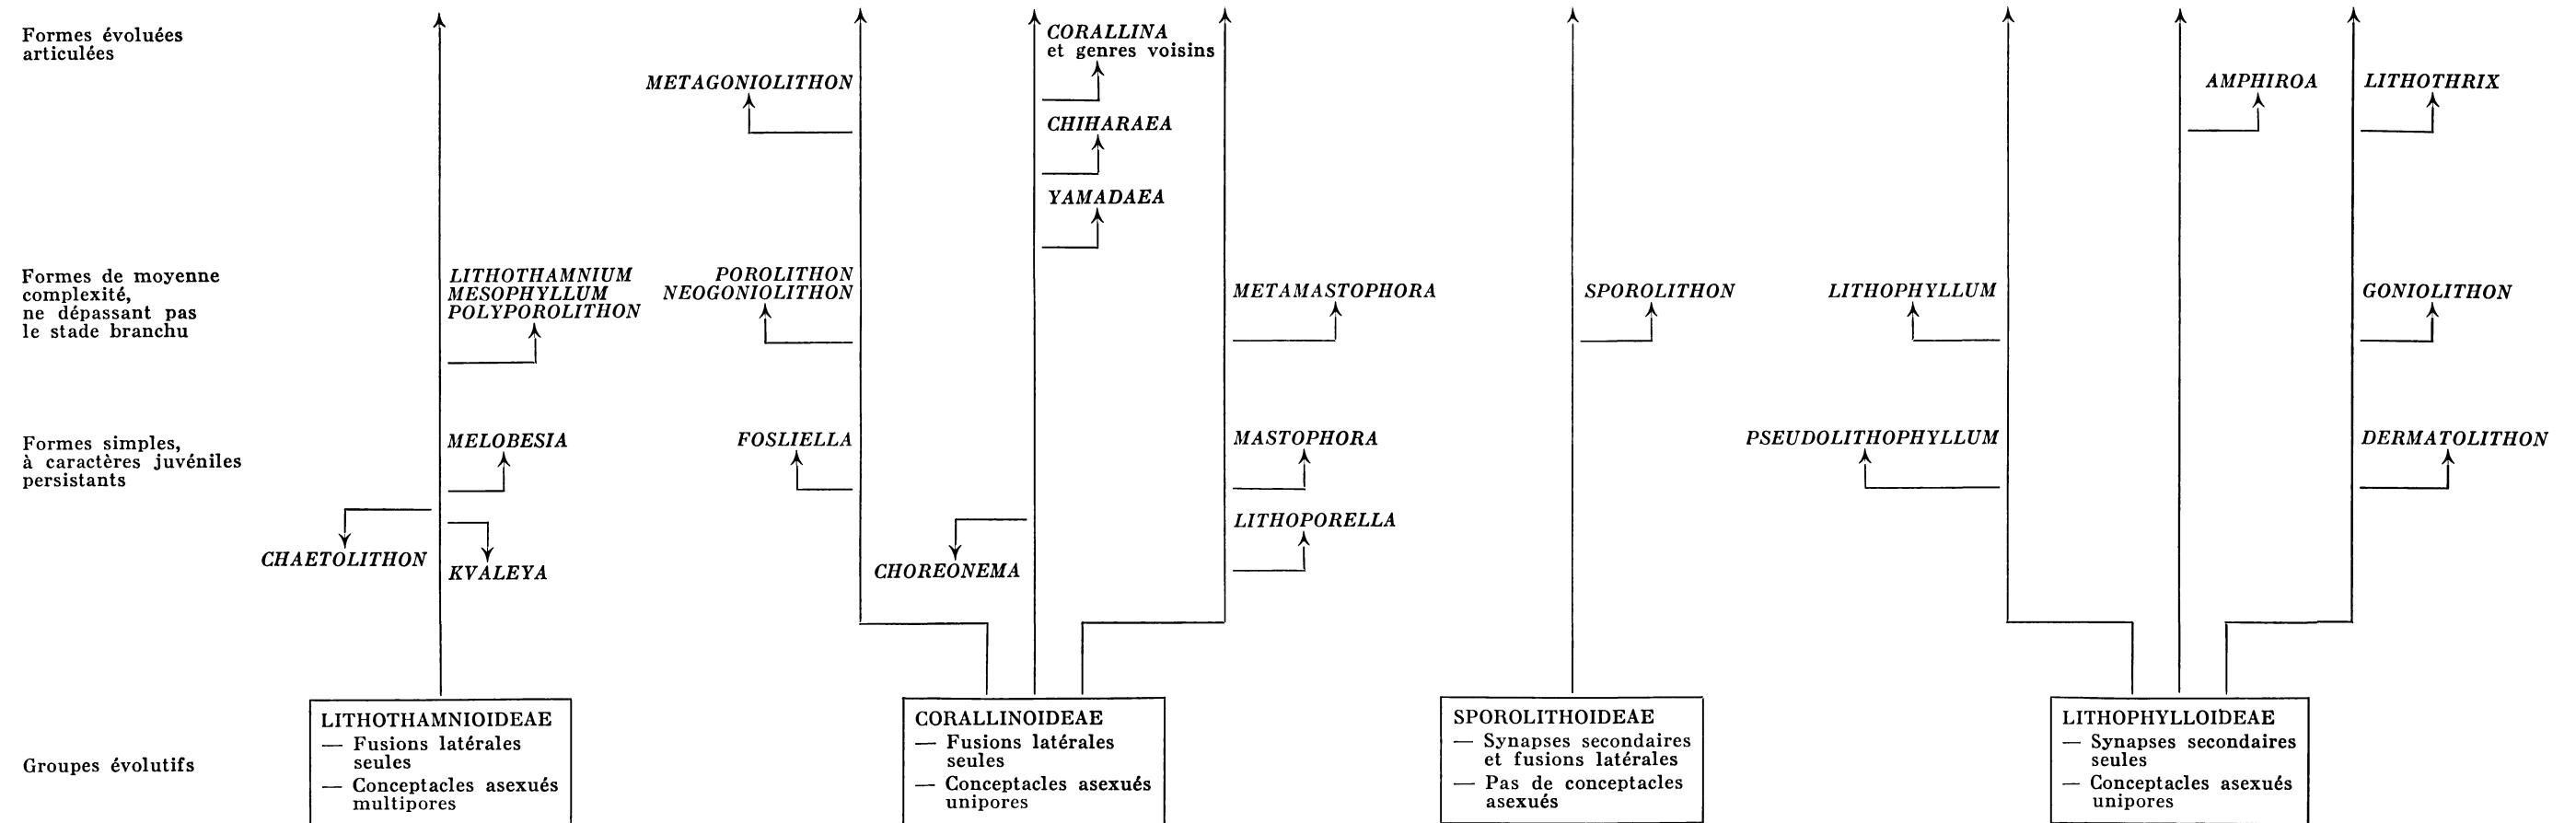 Formes évoluées
articulées
CORALLINA
et genres voisins
METAGONIOLITHON
AMPHIROA
LITHOTHRIX
CHIHARAEA
YAMADAEA
Formes de moyenne
complexité,
ne dépassant pas
le stade branchu
LITHOTHAMNIUM
MESOPHYLLUM
POLYPOROLITHON
POROLITHON
NEOGONIOLITHON
METAMASTOPHORA
SPOROLITHON
LITHOPHYLLUM
GONIOLITHON
Formes simples,
à caractères juvéniles
persistants
MELOBESIA
FOSLIELLA
MASTOPHORA
PSEUDOLITHOPHYLLUM
DERMATOLITHON
LITHOPORELLA
CHAETOLITHON
KVALEYA
CHOREONEMA
Groupes évolutifs
LITHOTHAMNIOIDEAE
— Fusions latérales
seules
— Conceptacles asexués
multipores
CORALLINOIDEAE
— Fusions latérales
seules
— Conceptacles asexués
unipores
SPOROLITHOIDEAE
— Synapses secondaires
et fusions latérales
— Pas de conceptacles
asexués
LITHOPHYLLOIDEAE
— Synapses secondaires
seules
— Conceptacles asexués
unipores